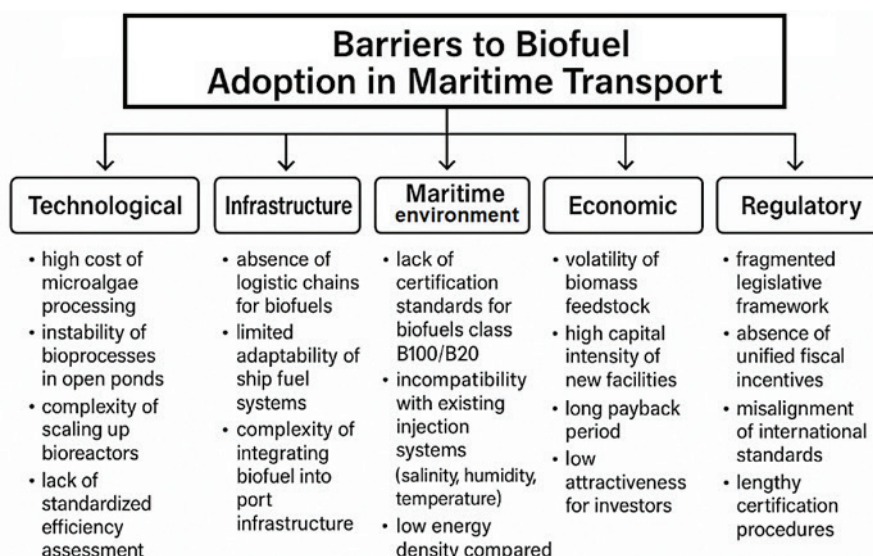 Barriers to Biofuel
Adoption in Maritime Transport
Technological
• high cost of
microalgae
processing
• instability of
bioprocesses
in open ponds
• complexity of
scaling up
bioreactors
• lack of
standardized
efficiency
assessment
Infrastructure
• absence of
logistic chains
for biofuels
• limited
adaptability of
ship fuel
systems
• complexity of
integrating
biofuel into
port
infrastructure
Maritime
environment
• lack of
certification
standards for
biofuels class
B100/B20
• incompatibility
with existing
injection
systems
(salinity, humidity,
temperature)
• low energy
density compared
Economic
• volatility of
biomass
feedstock
• high capital
intensity of
new facilities
• long payback
period
• low
attractiveness
for investors
Regulatory
• fragmented
legislative
framework
• absence of
unified fiscal
incentives
• misalignment
of international
standards
• lengthy
certification
procedures